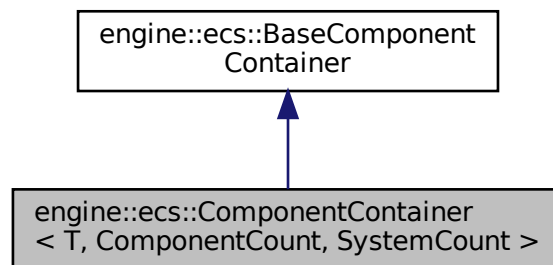 engine::ecs::BaseComponent
Container
engine::ecs::ComponentContainer
< T, ComponentCount, SystemCount >